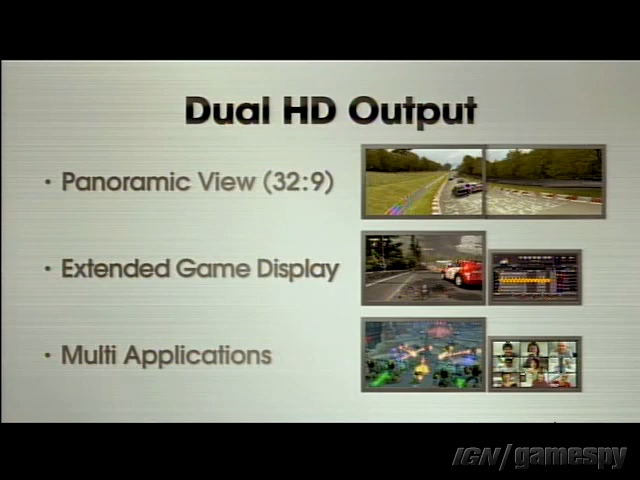 Dual HD Output
· Panoramic View (32:9)
· Extended Game Display
· Multi Applications
IGN/gamespy